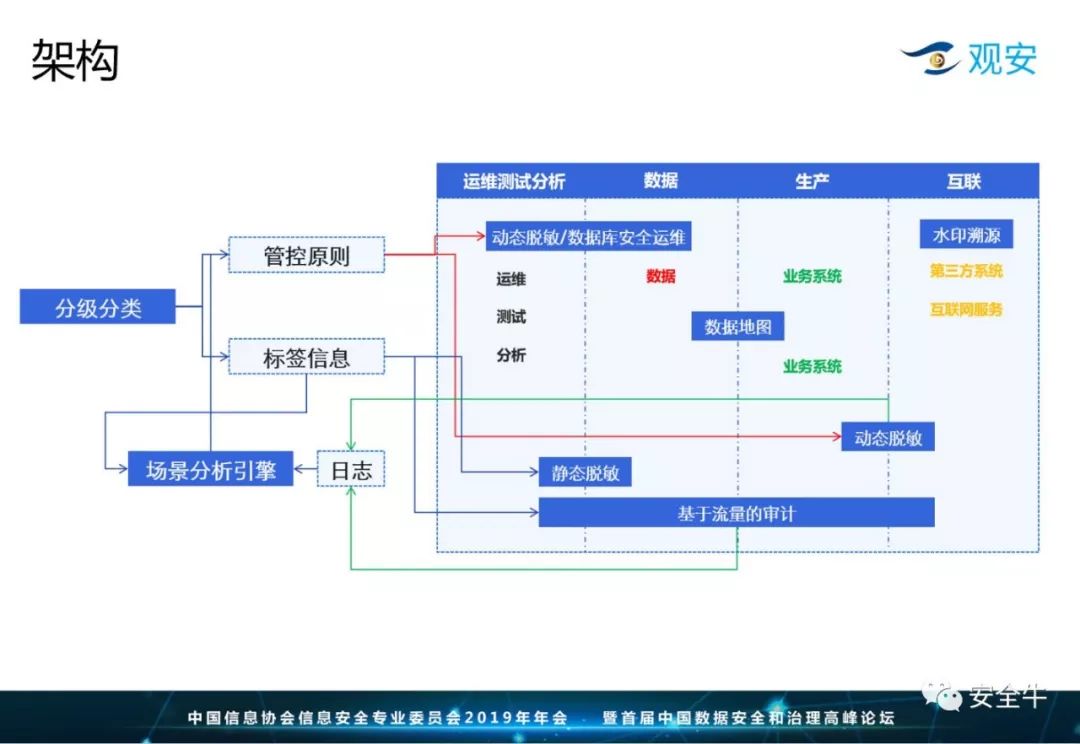 架构
观安
运维测试分析 数据 生产 互联
动态脱敏/数据库安全运维
水印溯源
管控原则
运维 数据 业务系统 第三方系统
分级分类
测试 数据地图 互联网服务
标签信息
分析 业务系统
动态脱敏
场景分析引擎 日志 静态脱敏
基于流量的审计
安全牛
中国信息协会信息安全专业委员会2019年年会 暨首届中国数据安全和治理高峰论坛